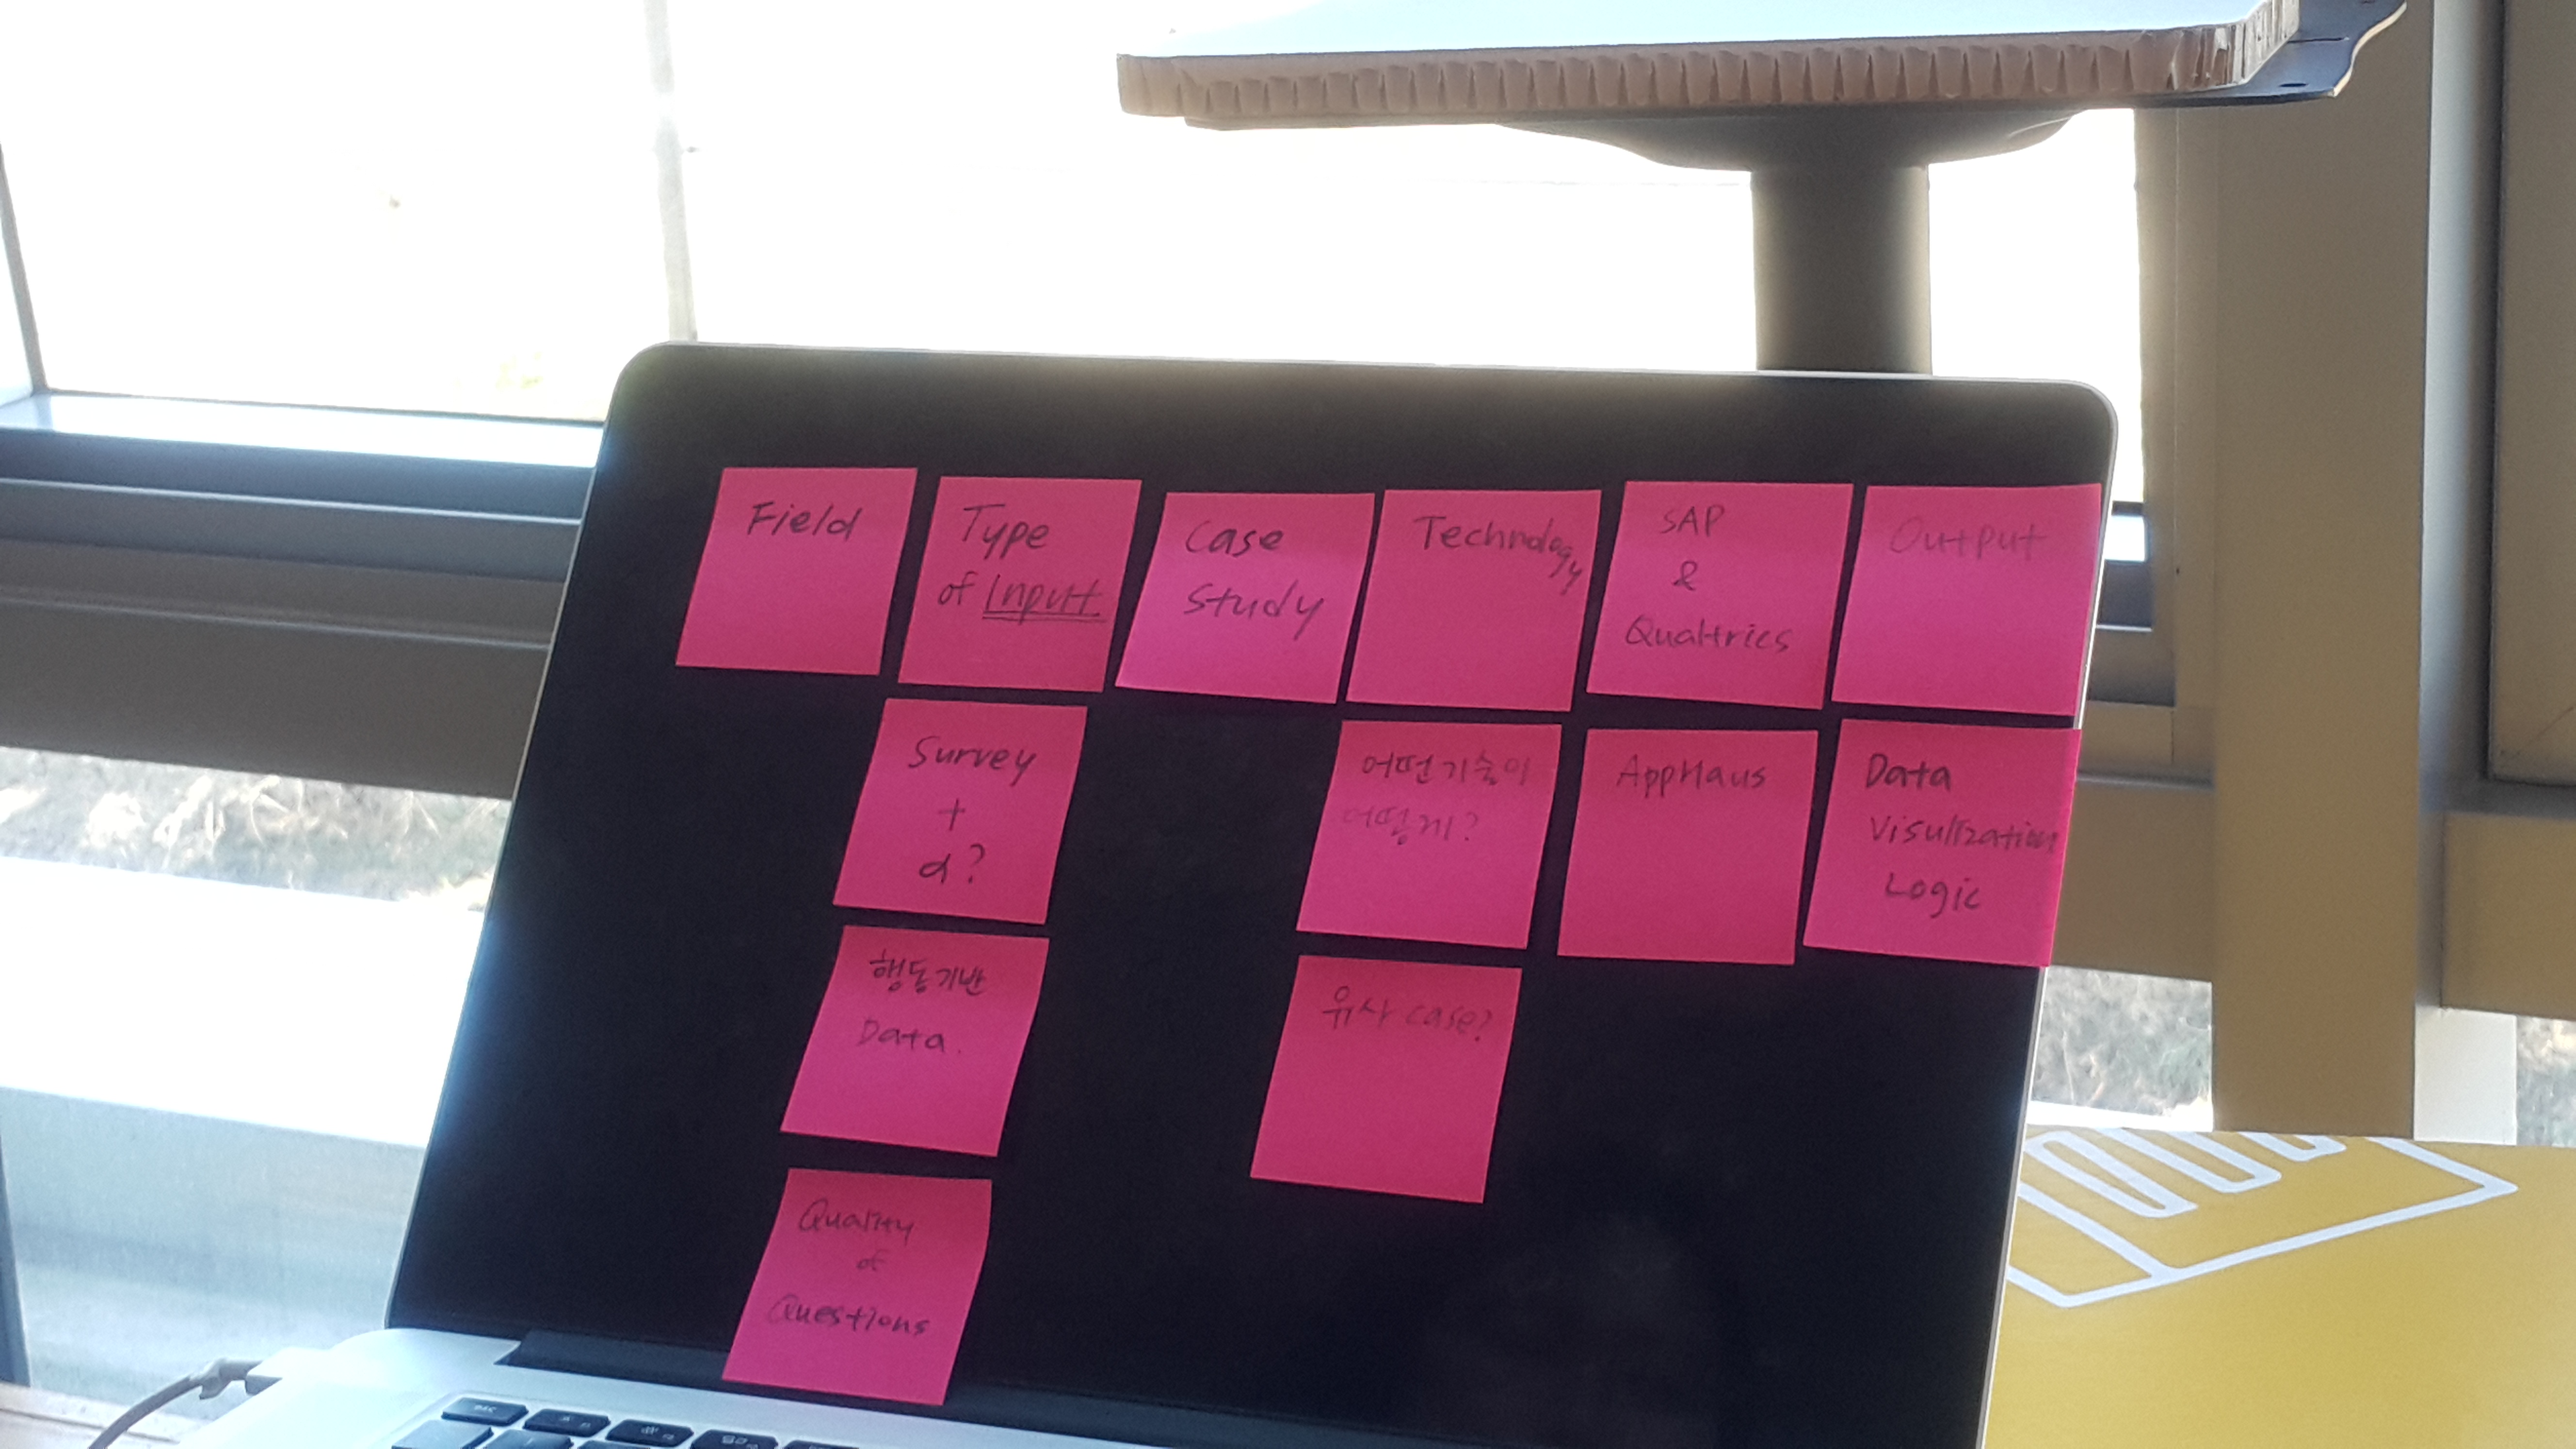 Field
Type
of Input
Case
Study
Technology
SAP
&
Qualtrics
Output
Survey
+
α?
어떤기술이
어떻게?
AppHaus
Data
Visulization
Logic
행동기반
Data.
유사 case?
Quality
of
Questions